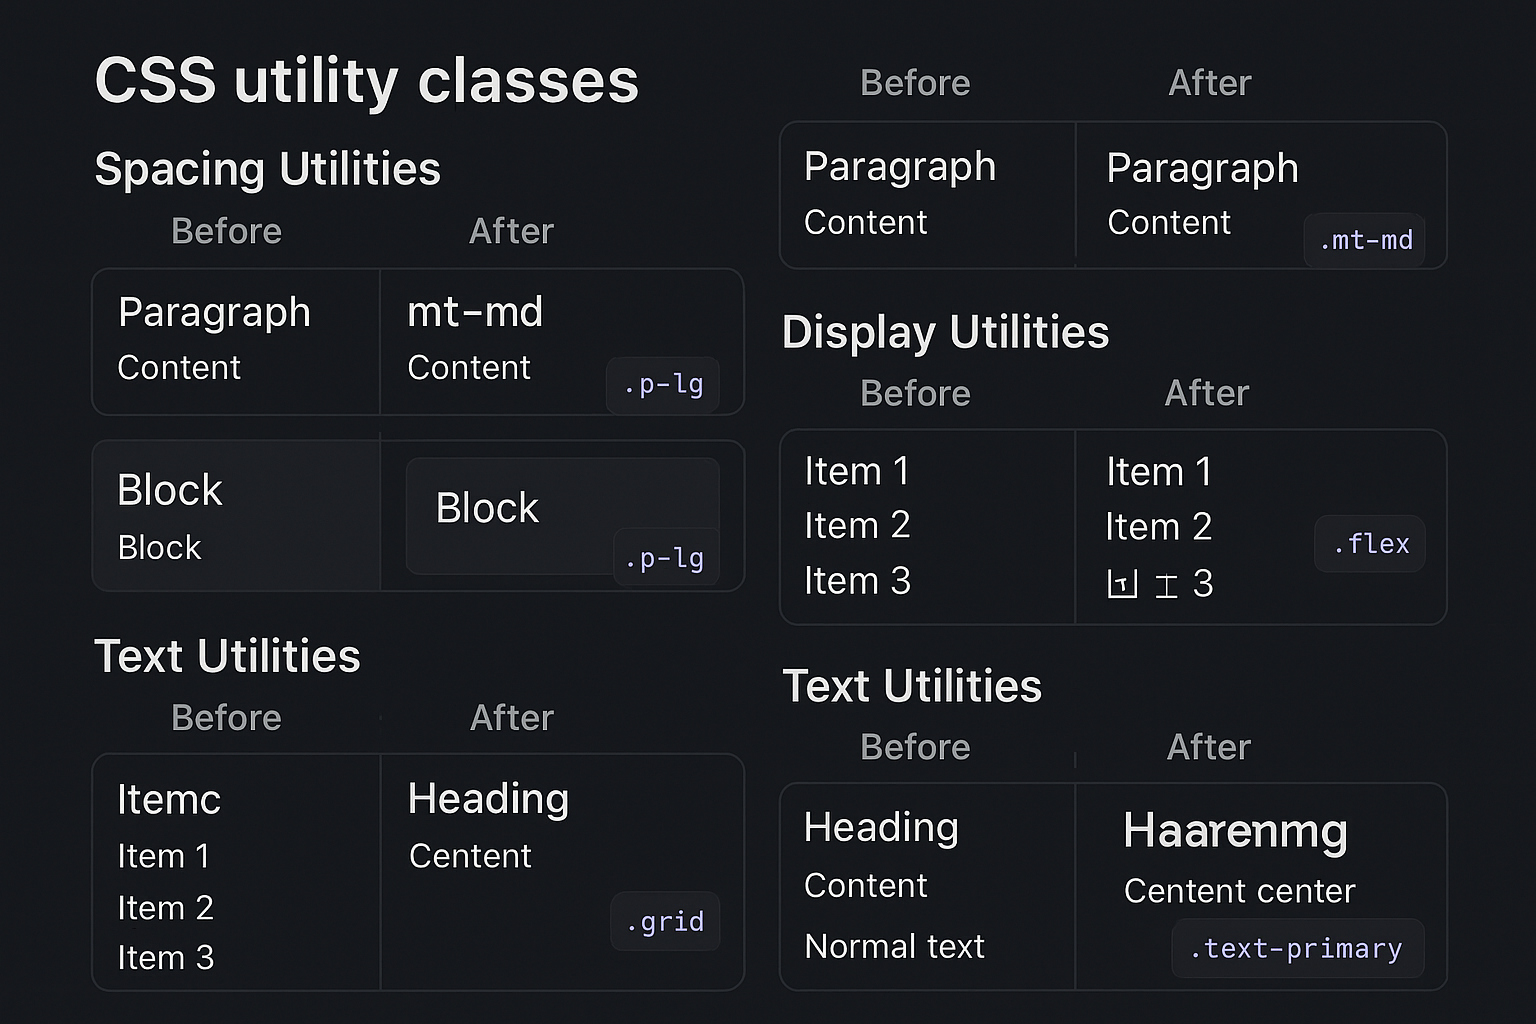 CSS utility classes
Spacing Utilities
Before After
Paragraph mt-md
Content Content
.p-lg
Block Block
Block
.p-lg
Text Utilities
Before After
Itemc Heading
Item 1 Centent
Item 2
.grid
Item 3
Before After
Paragraph Paragraph
Content Content
.mt-md
Display Utilities
Before After
Item 1 Item 1
Item 2 Item 2
.flex
Item 3 3
Text Utilities
Before After
Heading Haarenmg
Content Centent center
Normal text .text-primary